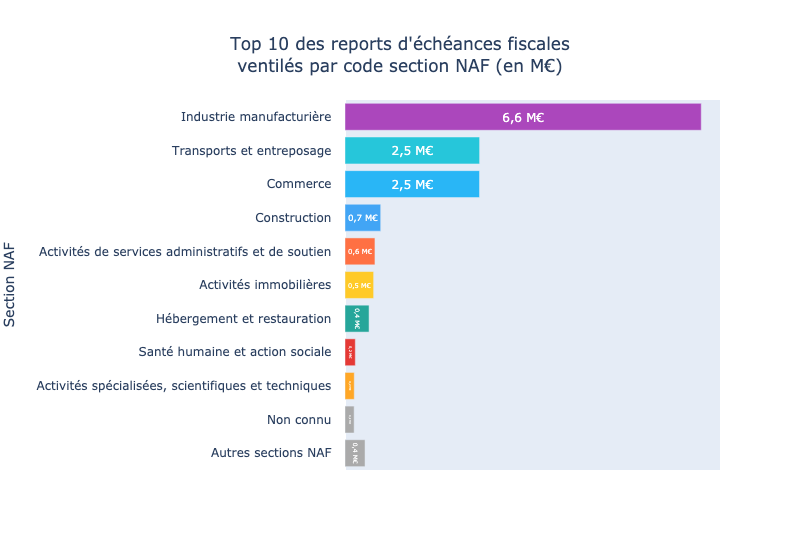 Top 10 des reports d'échéances fiscales
ventilés par code section NAF (en M€)
Section NAF
Industrie manufacturière 6,6 M€
Transports et entreposage 2,5 M€
Commerce 2,5 M€
Construction 0,7 M€
Activités de services administratifs et de soutien 0,6 M€
Activités immobilières 0,5 M€
Hébergement et restauration 0,4 M€
Santé humaine et action sociale
Activités spécialisées, scientifiques et techniques
Non connu
Autres sections NAF 0,4 M€